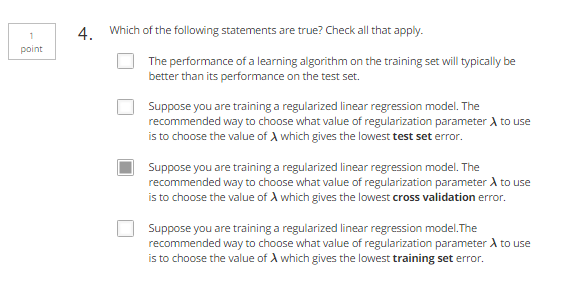 1
point
4. Which of the following statements are true? Check all that apply.
The performance of a learning algorithm on the training set will typically be
better than its performance on the test set.
Suppose you are training a regularized linear regression model. The
recommended way to choose what value of regularization parameter λ to use
is to choose the value of λ which gives the lowest test set error.
Suppose you are training a regularized linear regression model. The
recommended way to choose what value of regularization parameter λ to use
is to choose the value of λ which gives the lowest cross validation error.
Suppose you are training a regularized linear regression model.The
recommended way to choose what value of regularization parameter λ to use
is to choose the value of λ which gives the lowest training set error.